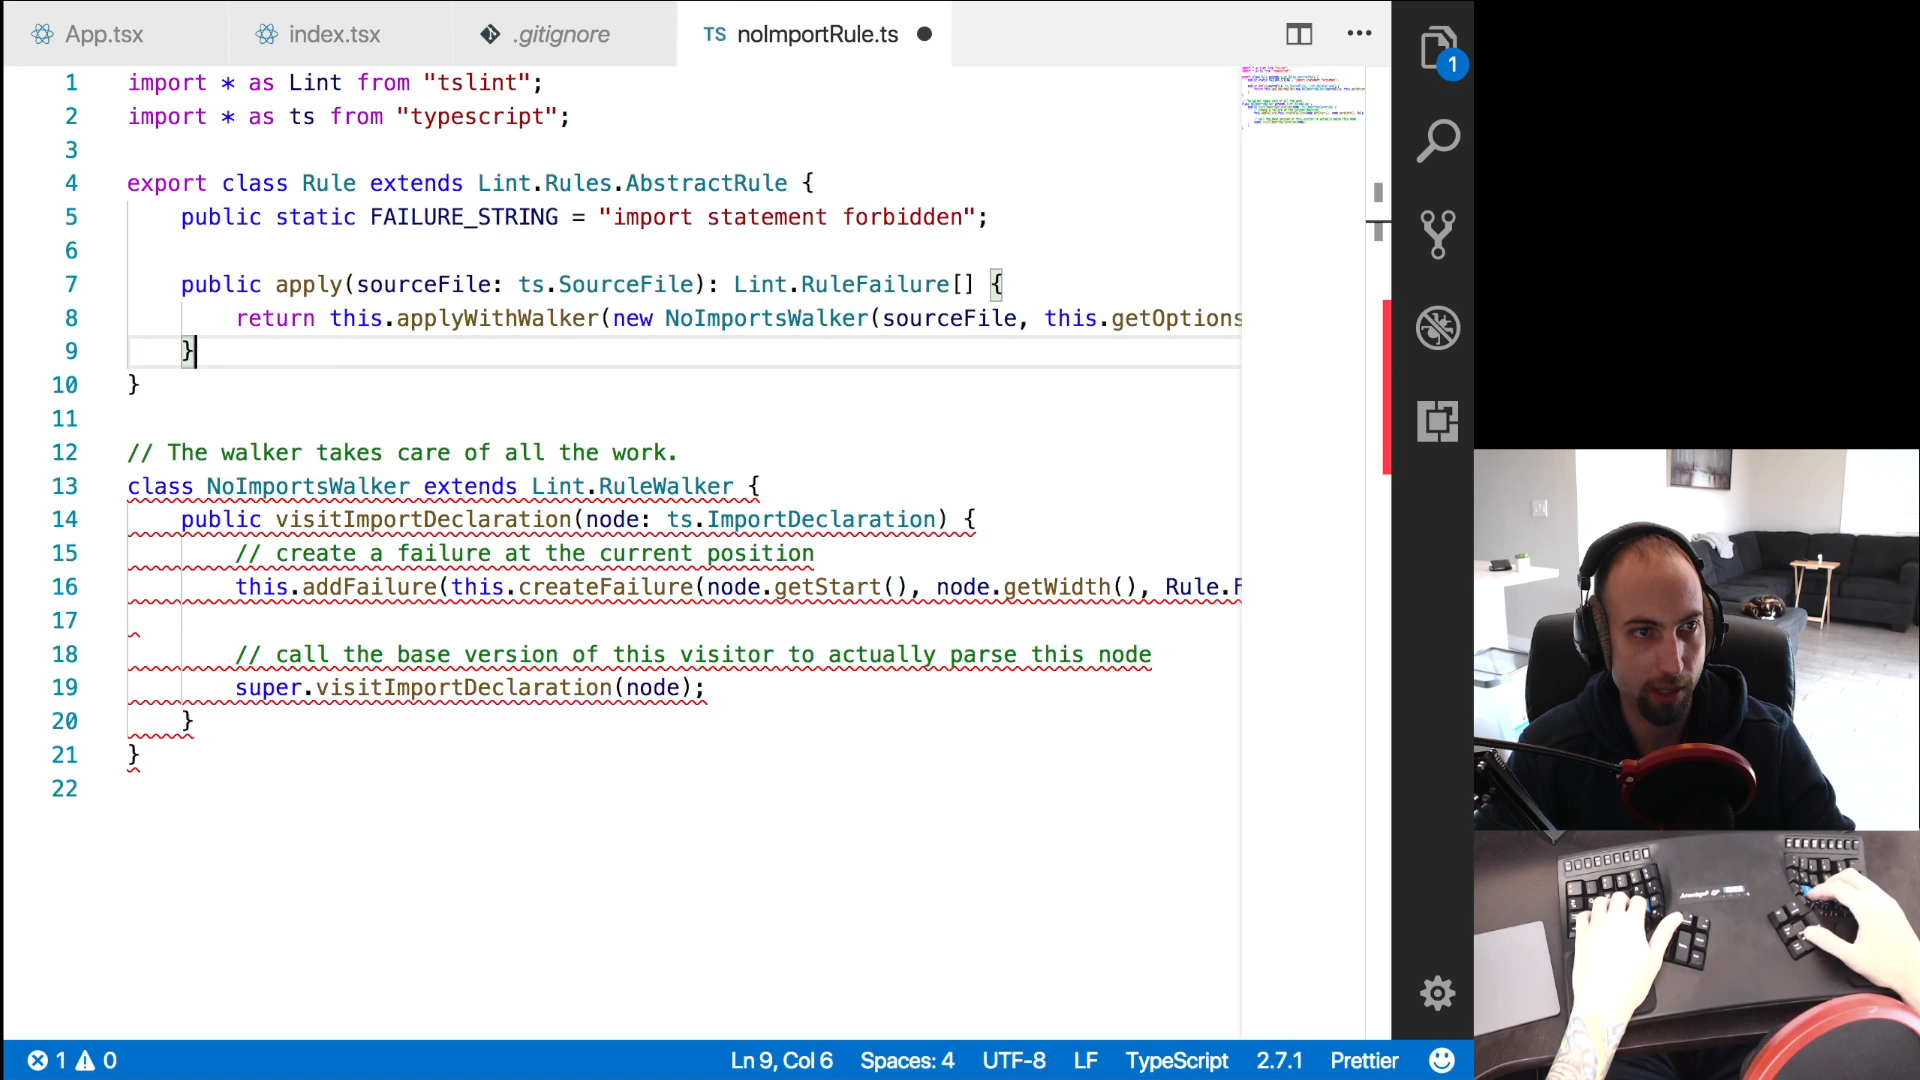 App.tsx
index.tsx
.gitignore
TS noImportRule.ts
1 import * as Lint from "tslint";
2 import * as ts from "typescript";
3
4 export class Rule extends Lint.Rules.AbstractRule {
5 public static FAILURE_STRING = "import statement forbidden";
6
7 public apply(sourceFile: ts.SourceFile): Lint.RuleFailure[] {
8 return this.applyWithWalker(new NoImportsWalker(sourceFile, this.getOptions
9 }
10 }
11
12 // The walker takes care of all the work.
13 class NoImportsWalker extends Lint.RuleWalker {
14 public visitImportDeclaration(node: ts.ImportDeclaration) {
15 // create a failure at the current position
16 this.addFailure(this.createFailure(node.getStart(), node.getWidth(), Rule.F
17
18 // call the base version of this visitor to actually parse this node
19 super.visitImportDeclaration(node);
20 }
21 }
22
1
1 0 Ln 9, Col 6 Spaces: 4 UTF-8 LF TypeScript 2.7.1 Prettier